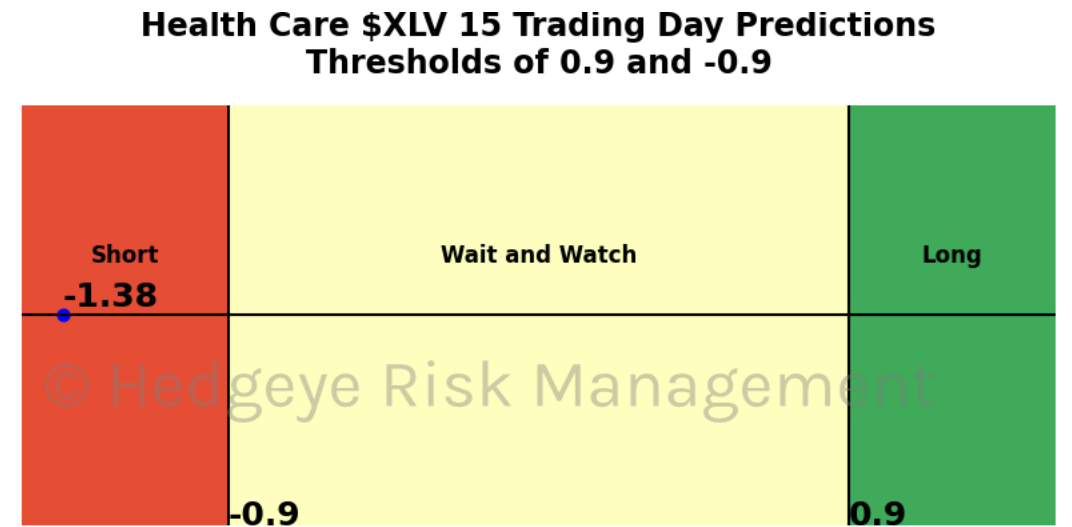 Health Care $XLV 15 Trading Day Predictions
Thresholds of 0.9 and -0.9
Short
Wait and Watch
Long
-1.38
© Hedgeye Risk Management
-0.9
0.9